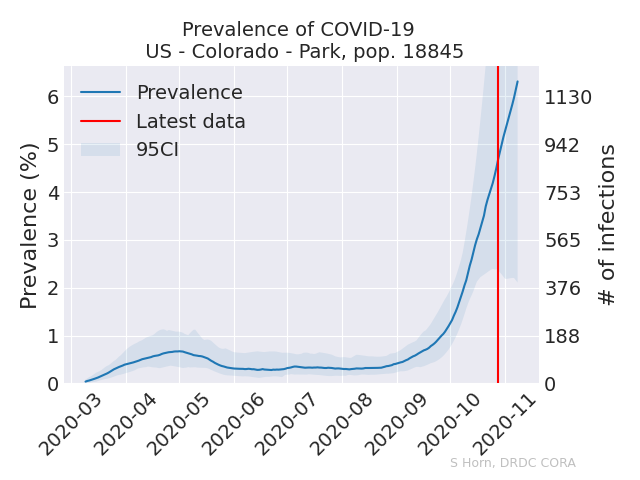 Prevalence of COVID-19
US - Colorado - Park, pop. 18845
Prevalence
Latest data
95CI
Prevalence (%)
6
5
4
3
2
1
0
1130
942
753
565
376
188
0
# of infections
2020-03
2020-04
2020-05
2020-06
2020-07
2020-08
2020-09
2020-10
2020-11
S Horn, DRDC CORA